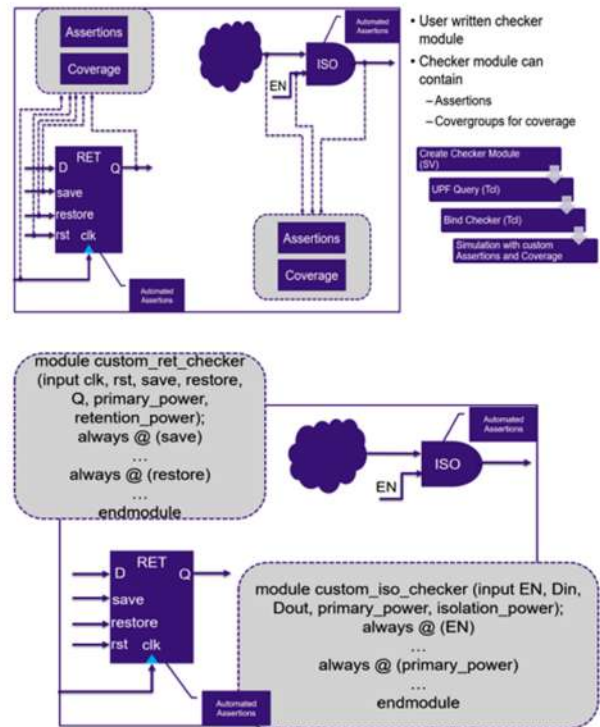 Assertions
Coverage
Automated
Assertions
ISO
EN
RET
D
Q
save
restore
rst
clk
Automated
Assertions
Assertions
Coverage
• User written checker
module
• Checker module can
contain
– Assertions
– Covergroups for coverage
Create Checker Module
(SV)
UPF Query (Tcl)
Bind Checker (Tcl)
Simulation with custom
Assertions and Coverage
module custom_ret_checker
(input clk, rst, save, restore,
Q, primary_power,
retention_power);
always @ (save)
...
always @ (restore)
...
endmodule
Automated
Assertions
ISO
EN
RET
D
Q
save
restore
rst
clk
Automated
Assertions
module custom_iso_checker (input EN, Din,
Dout, primary_power, isolation_power);
always @ (EN)
...
always @ (primary_power)
...
endmodule